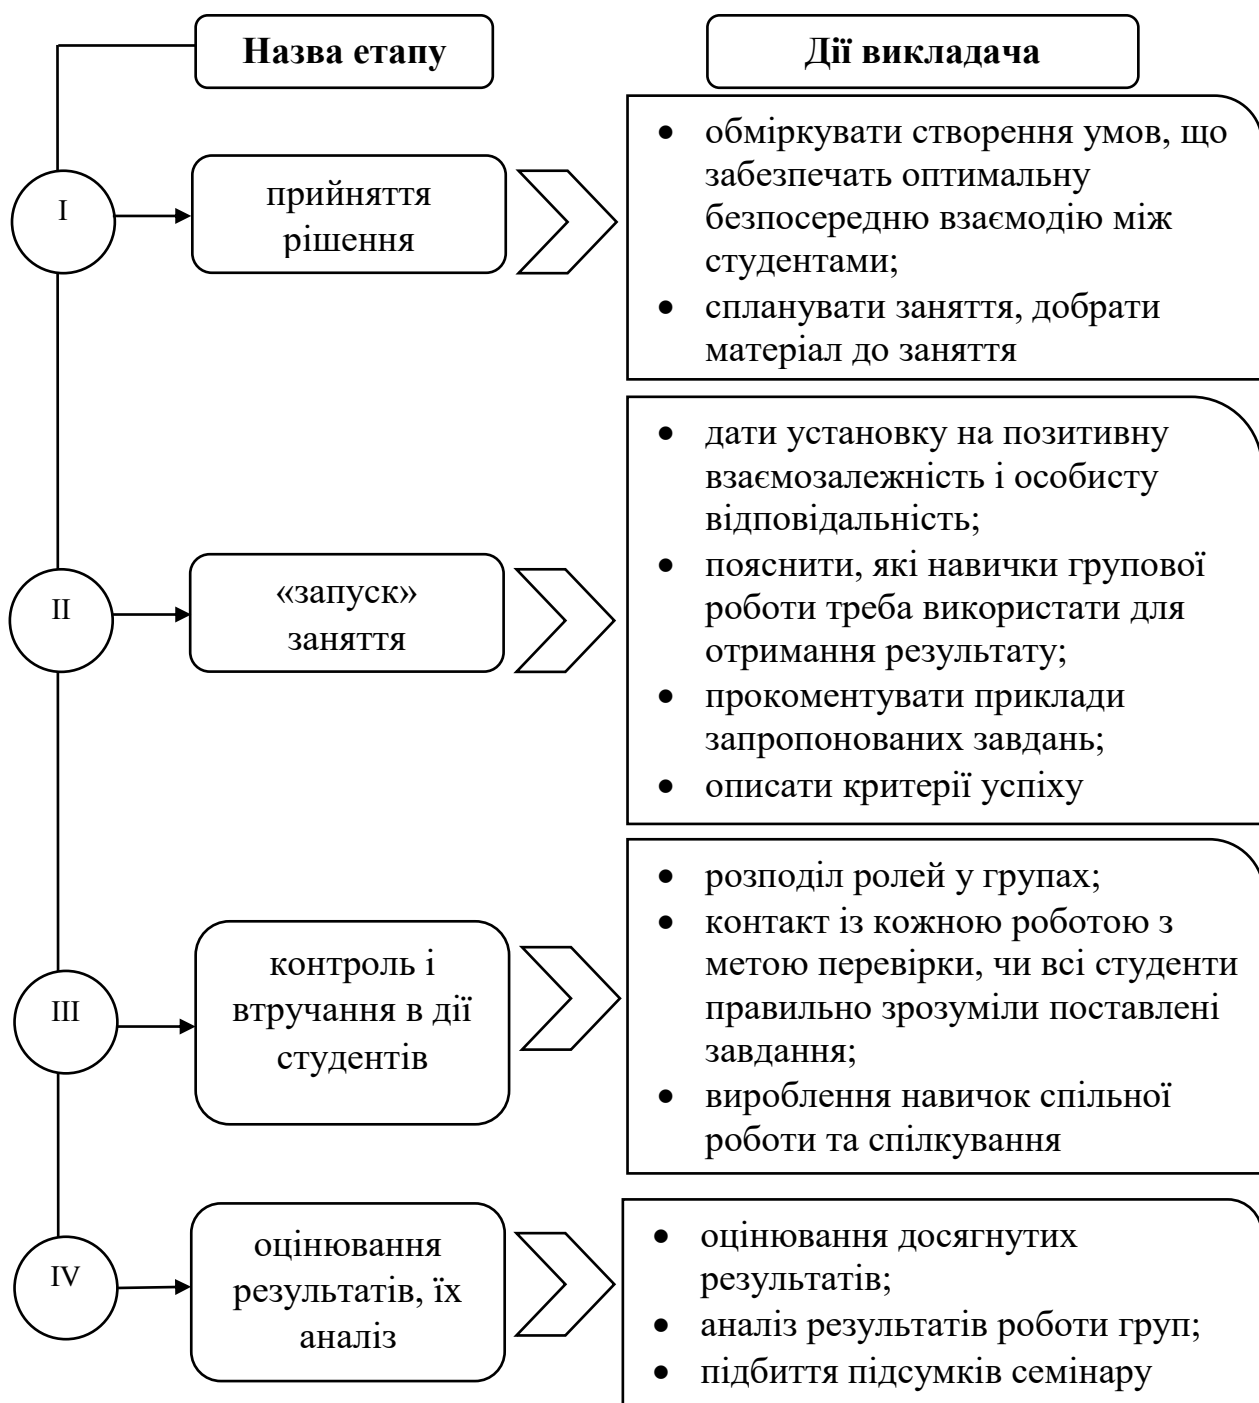 Назва етапу
Дії викладача
I
прийняття
рішення
• обміркувати створення умов, що
забезпечать оптимальну
безпосередню взаємодію між
студентами;
• спланувати заняття, добрати
матеріал до заняття
II
«запуск»
заняття
• дати установку на позитивну
взаємозалежність і особисту
відповідальність;
• пояснити, які навички групової
роботи треба використати для
отримання результату;
• прокоментувати приклади
запропонованих завдань;
• описати критерії успіху
III
контроль і
втручання в дії
студентів
• розподіл ролей у групах;
• контакт із кожною роботою з
метою перевірки, чи всі студенти
правильно зрозуміли поставлені
завдання;
• вироблення навичок спільної
роботи та спілкування
IV
оцінювання
результатів, їх
аналіз
• оцінювання досягнутих
результатів;
• аналіз результатів роботи груп;
• підбиття підсумків семінару